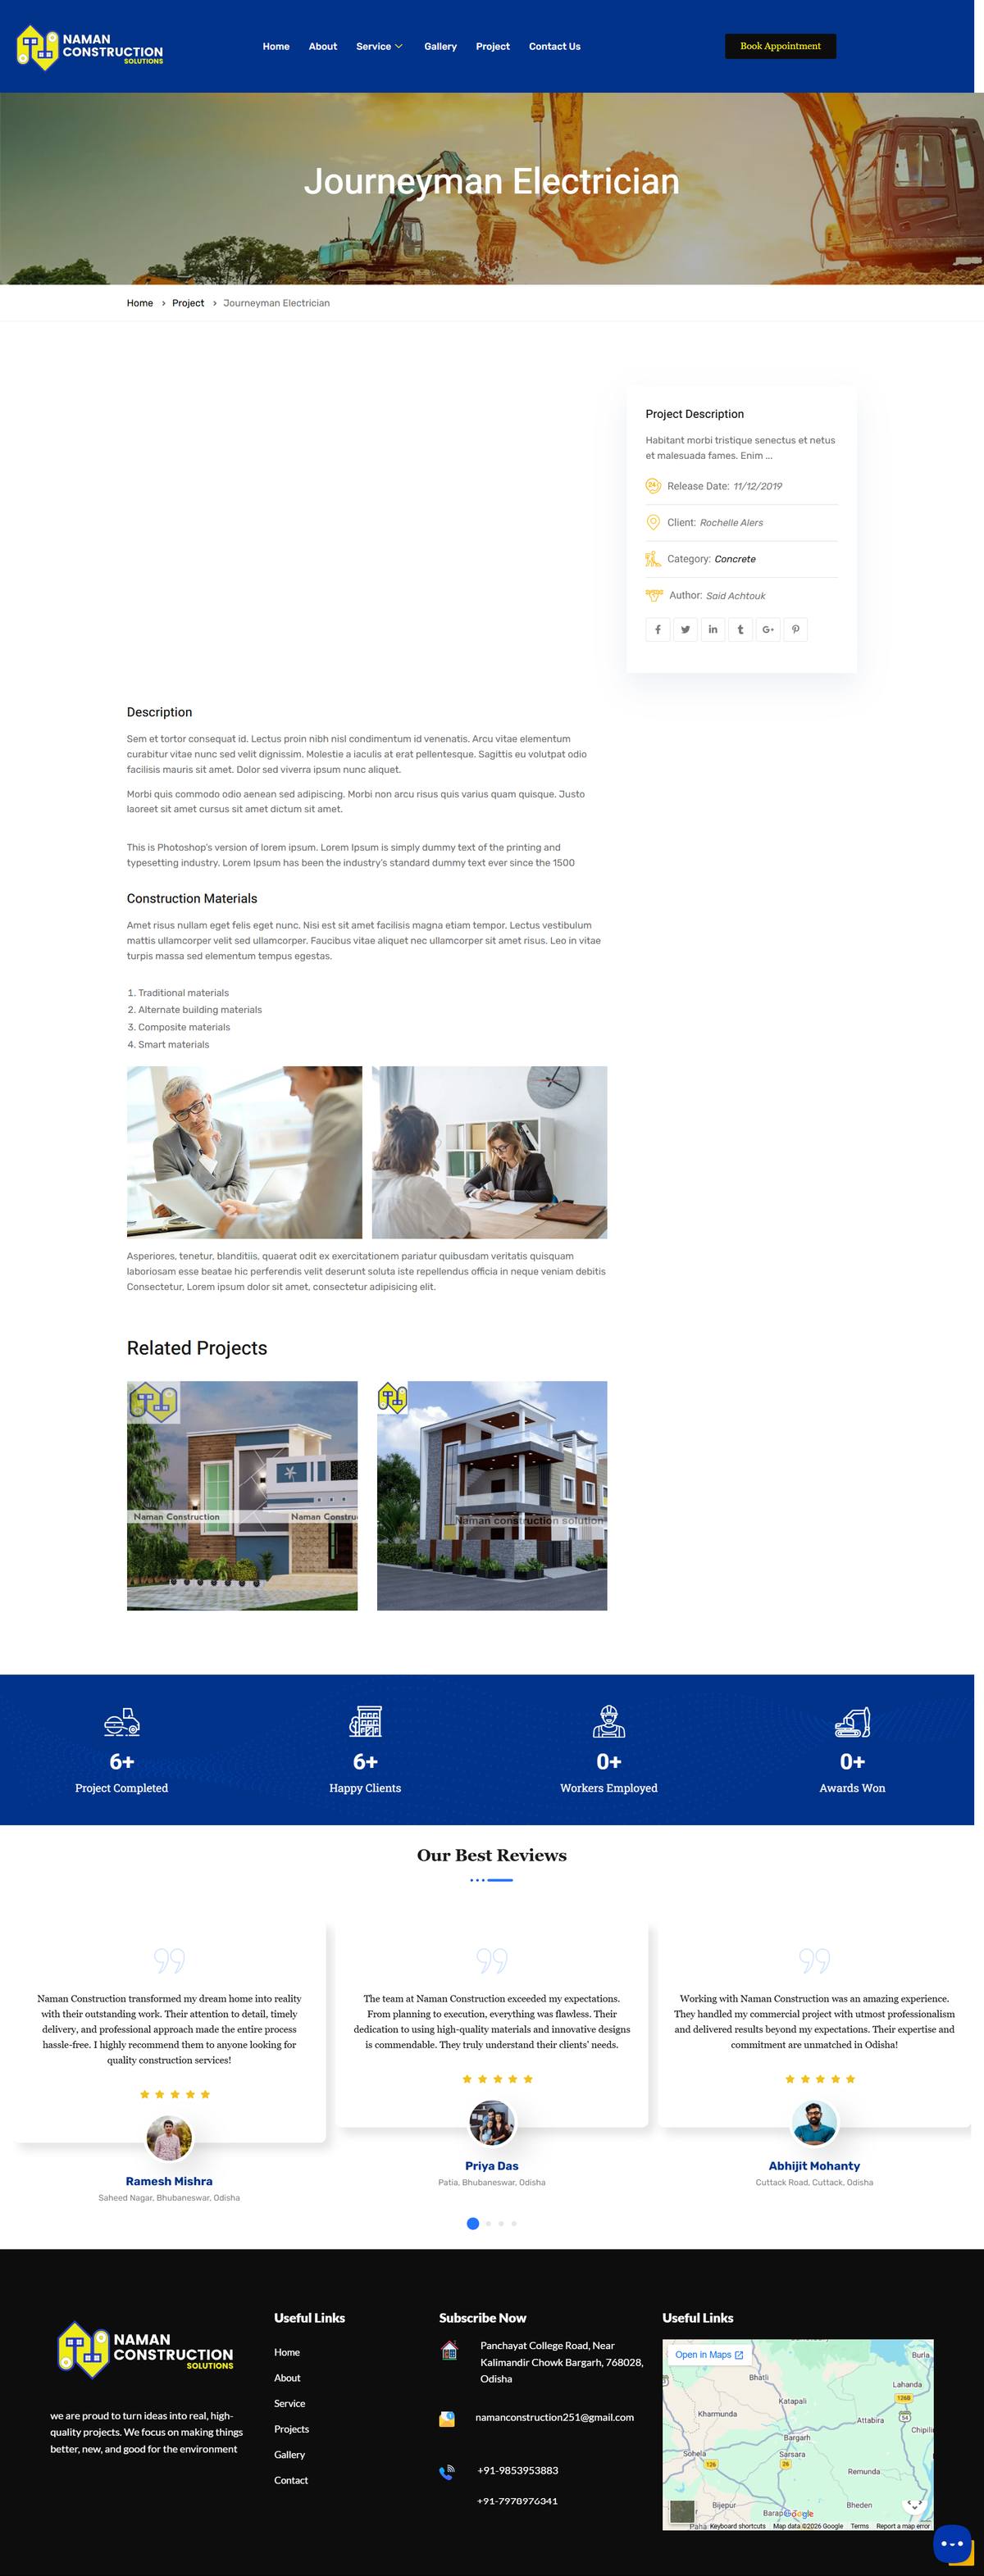 NAMAN
CONSTRUCTION
SOLUTIONS
Home About Service Gallery Project Contact Us
Book Appointment
Journeyman Electrician
Home > Project > Journeyman Electrician
Project Description
Habitant morbi tristique senectus et netus
et malesuada fames. Enim ...
24
Release Date: 11/12/2019
Client: Rochelle Alers
Category: Concrete
Author: Said Achtouk
Description
Sem et tortor consequat id. Lectus proin nibh nisl condimentum id venenatis. Arcu vitae elementum
curabitur vitae nunc sed velit dignissim. Molestie a iaculis at erat pellentesque. Sagittis eu volutpat odio
facilisis mauris sit amet. Dolor sed viverra ipsum nunc aliquet.
Morbi quis commodo odio aenean sed adipiscing. Morbi non arcu risus quis varius quam quisque. Justo
laoreet sit amet cursus sit amet dictum sit amet.
This is Photoshop's version of lorem ipsum. Lorem Ipsum is simply dummy text of the printing and
typesetting industry. Lorem Ipsum has been the industry's standard dummy text ever since the 1500
Construction Materials
Amet risus nullam eget felis eget nunc. Nisi est sit amet facilisis magna etiam tempor. Lectus vestibulum
mattis ullamcorper velit sed ullamcorper. Faucibus vitae aliquet nec ullamcorper sit amet risus. Leo in vitae
turpis massa sed elementum tempus egestas.
1. Traditional materials
2. Alternate building materials
3. Composite materials
4. Smart materials
Asperiores, tenetur, blanditiis, quaerat odit ex exercitationem pariatur quibusdam veritatis quisquam
laboriosam esse beatae hic perferendis velit deserunt soluta iste repellendus officia in neque veniam debitis
Consectetur, Lorem ipsum dolor sit amet, consectetur adipisicing elit.
Related Projects
Naman Construction Naman Constru
Naman construction solution
6+ 6+ 0+ 0+
Project Completed Happy Clients Workers Employed Awards Won
Our Best Reviews
Naman Construction transformed my dream home into reality
with their outstanding work. Their attention to detail, timely
delivery, and professional approach made the entire process
hassle-free. I highly recommend them to anyone looking for
quality construction services!
Ramesh Mishra
Saheed Nagar, Bhubaneswar, Odisha
The team at Naman Construction exceeded my expectations.
From planning to execution, everything was flawless. Their
dedication to using high-quality materials and innovative designs
is commendable. They truly understand their clients' needs.
Priya Das
Patia, Bhubaneswar, Odisha
Working with Naman Construction was an amazing experience.
They handled my commercial project with utmost professionalism
and delivered results beyond my expectations. Their expertise and
commitment are unmatched in Odisha!
Abhijit Mohanty
Cuttack Road, Cuttack, Odisha
NAMAN
CONSTRUCTION
SOLUTIONS
we are proud to turn ideas into real, high-
quality projects. We focus on making things
better, new, and good for the environment
Useful Links
Home
About
Service
Projects
Gallery
Contact
Subscribe Now
Panchayat College Road, Near
Kalimandir Chowk Bargarh, 768028,
Odisha
namanconstruction251@gmail.com
+91-9853953883
+91-7978976341
Useful Links
Open in Maps
Burla
Bhatli
Lahanda
Katapali
126B
Kharmunda
Attabira
54
Chipili
Bargarh
Sohela
Sarsara
126
26
Remunda
Bijepur
Bheden
Google
Keyboard shortcuts Map data ©2026 Google Terms Report a map error